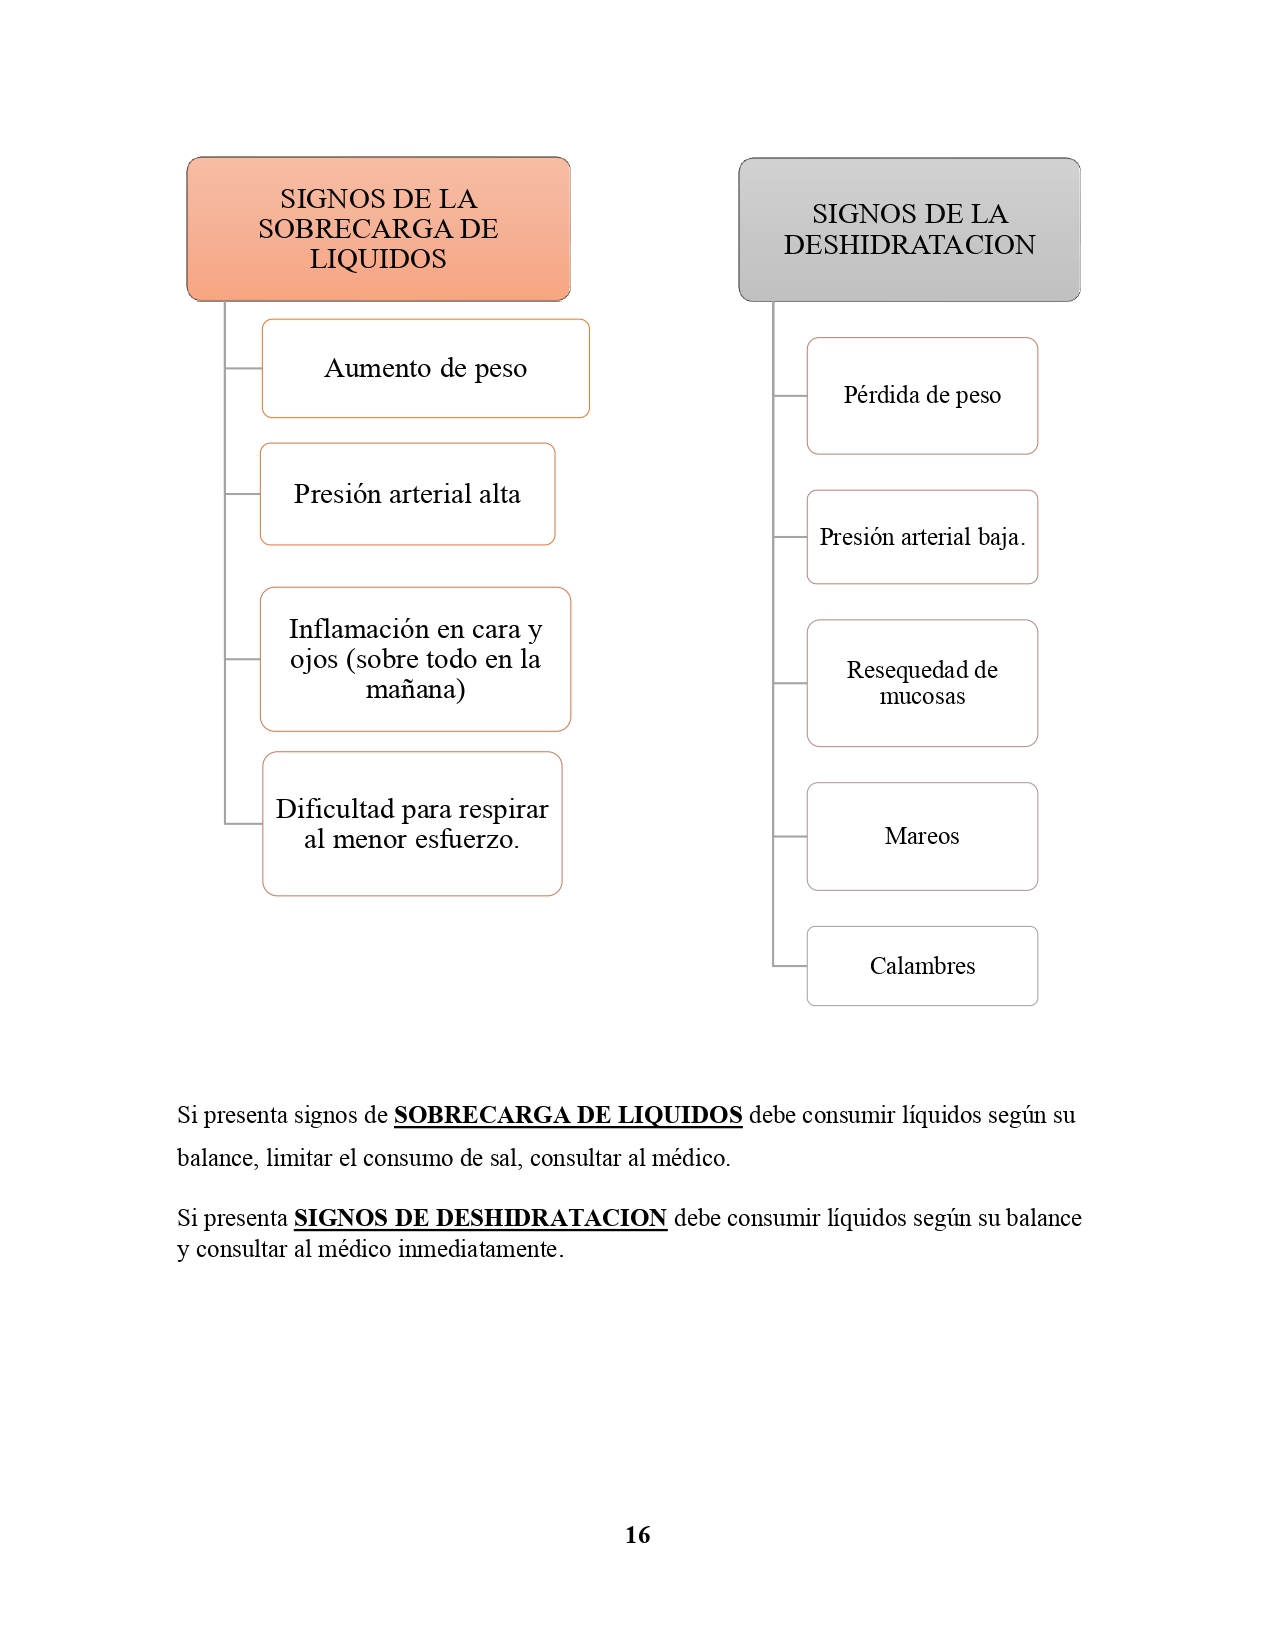 SIGNOS DE LA
SOBRECARGA DE
LIQUIDOS
Aumento de peso
Presión arterial alta
Inflamación en cara y
ojos (sobre todo en la
mañana)
Dificultad para respirar
al menor esfuerzo.
SIGNOS DE LA
DESHIDRATACION
Pérdida de peso
Presión arterial baja.
Resequedad de
mucosas
Mareos
Calambres
Si presenta signos de SOBRECARGA DE LIQUIDOS debe consumir líquidos según su
balance, limitar el consumo de sal, consultar al médico.
Si presenta SIGNOS DE DESHIDRATACION debe consumir líquidos según su balance
y consultar al médico inmediatamente.
16